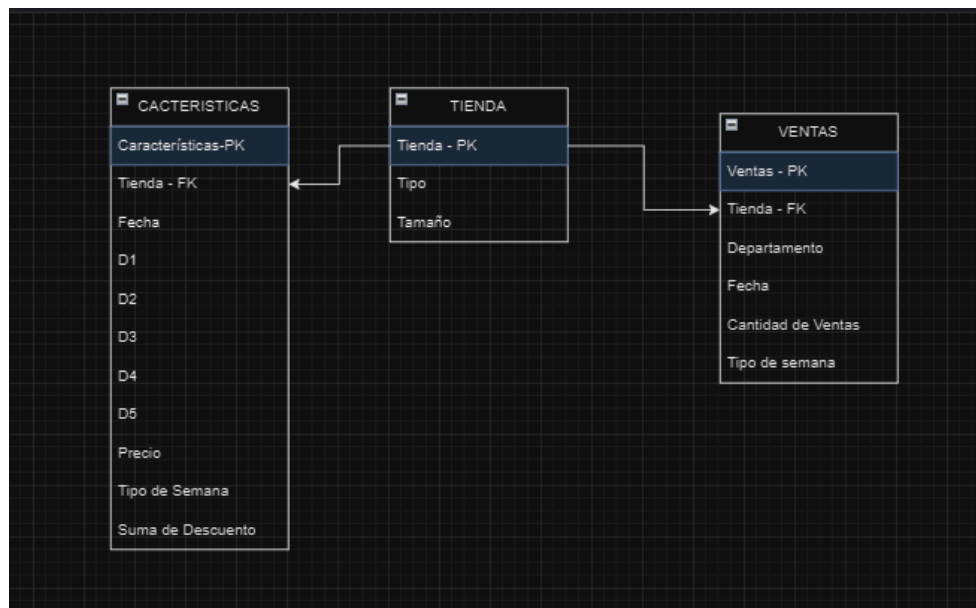 CACTERISTICAS
Características-PK
Tienda - FK
Fecha
D1
D2
D3
D4
D5
Precio
Tipo de Semana
Suma de Descuento
TIENDA
Tienda - PK
Tipo
Tamaño
VENTAS
Ventas - PK
Tienda - FK
Departamento
Fecha
Cantidad de Ventas
Tipo de semana